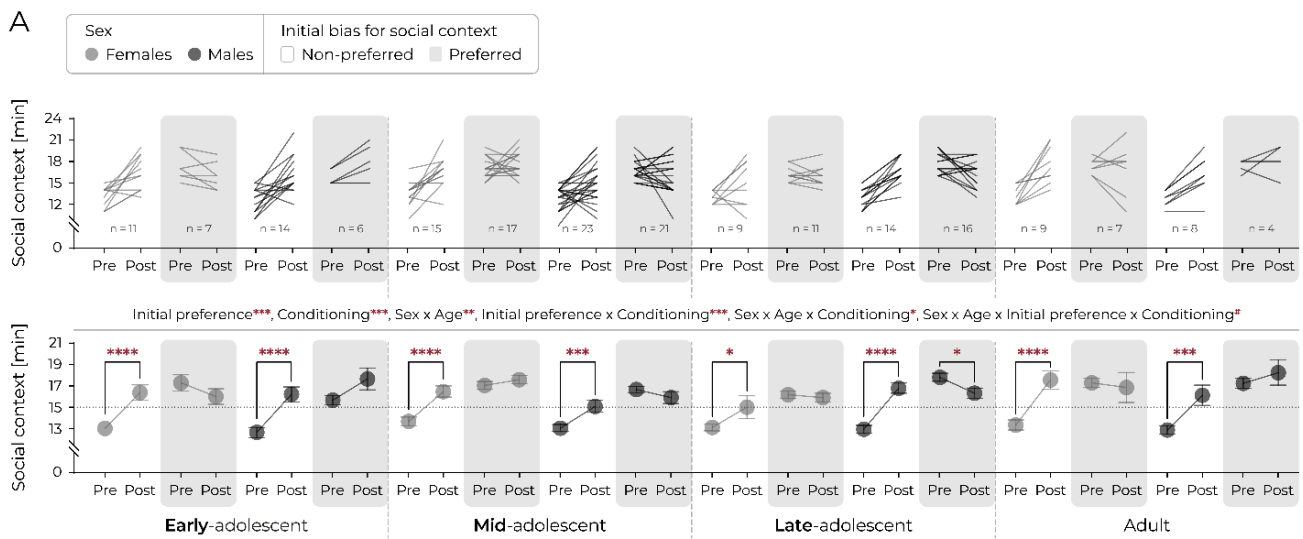 A
Sex
Females Males
Initial bias for social context
Non-preferred Preferred
Social context [min]
24
21
18
15
12
0
n = 11 n = 7 n = 14 n = 6 n = 15 n = 17 n = 23 n = 21 n = 9 n = 11 n = 14 n = 16 n = 9 n = 7 n = 8 n = 4
Pre Post Pre Post Pre Post Pre Post Pre Post Pre Post Pre Post Pre Post Pre Post Pre Post Pre Post Pre Post Pre Post Pre Post Pre Post Pre Post
Initial preference***, Conditioning***, Sex x Age**, Initial preference x Conditioning***, Sex x Age x Conditioning*, Sex x Age x Initial preference x Conditioning#
Social context [min]
21
19
17
15
13
0
**** **** **** *** * **** * **** ***
Pre Post Pre Post Pre Post Pre Post Pre Post Pre Post Pre Post Pre Post Pre Post Pre Post Pre Post Pre Post Pre Post Pre Post Pre Post Pre Post
Early-adolescent Mid-adolescent Late-adolescent Adult